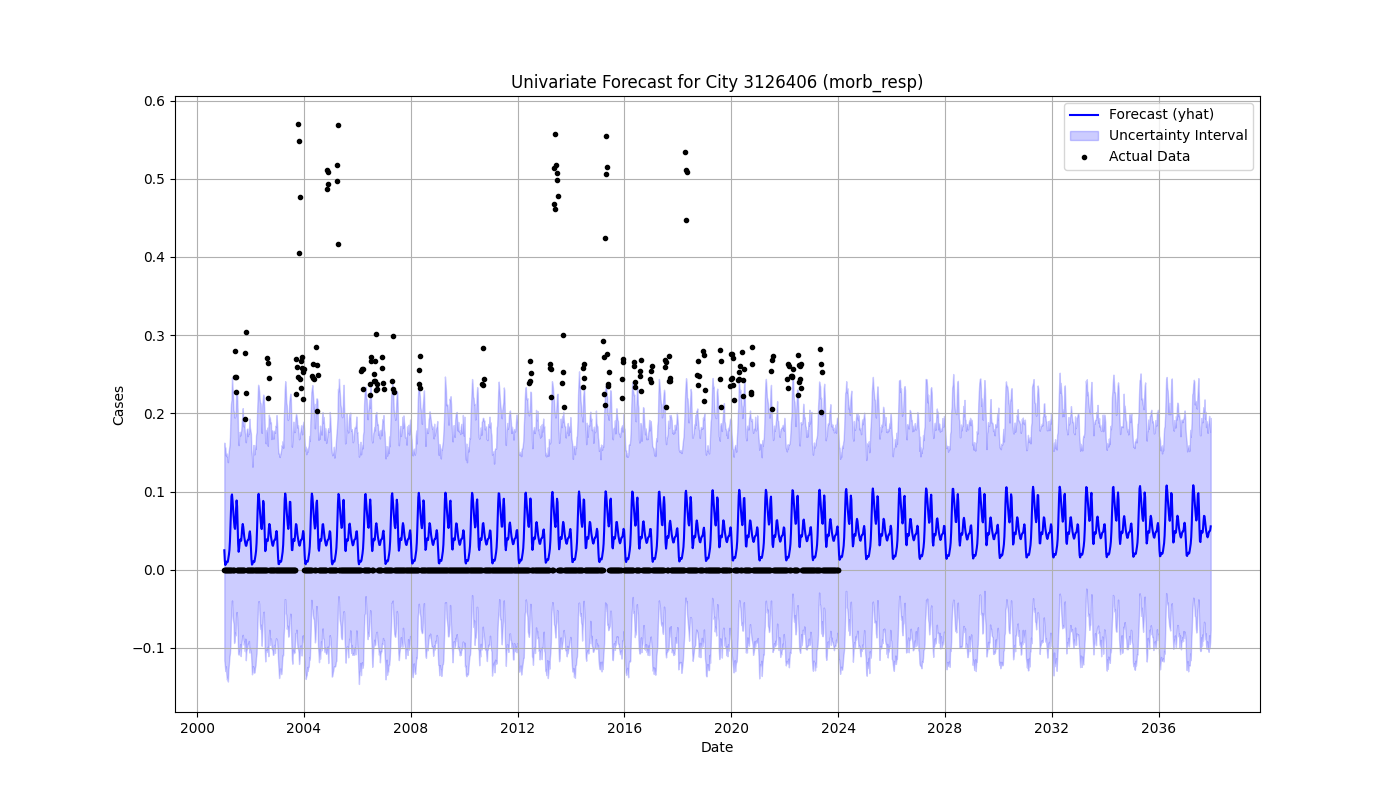 Univariate Forecast for City 3126406 (morb_resp)
Forecast (yhat)
Uncertainty Interval
Actual Data
Cases
0.6
0.5
0.4
0.3
0.2
0.1
0.0
−0.1
2000 2004 2008 2012 2016 2020 2024 2028 2032 2036
Date